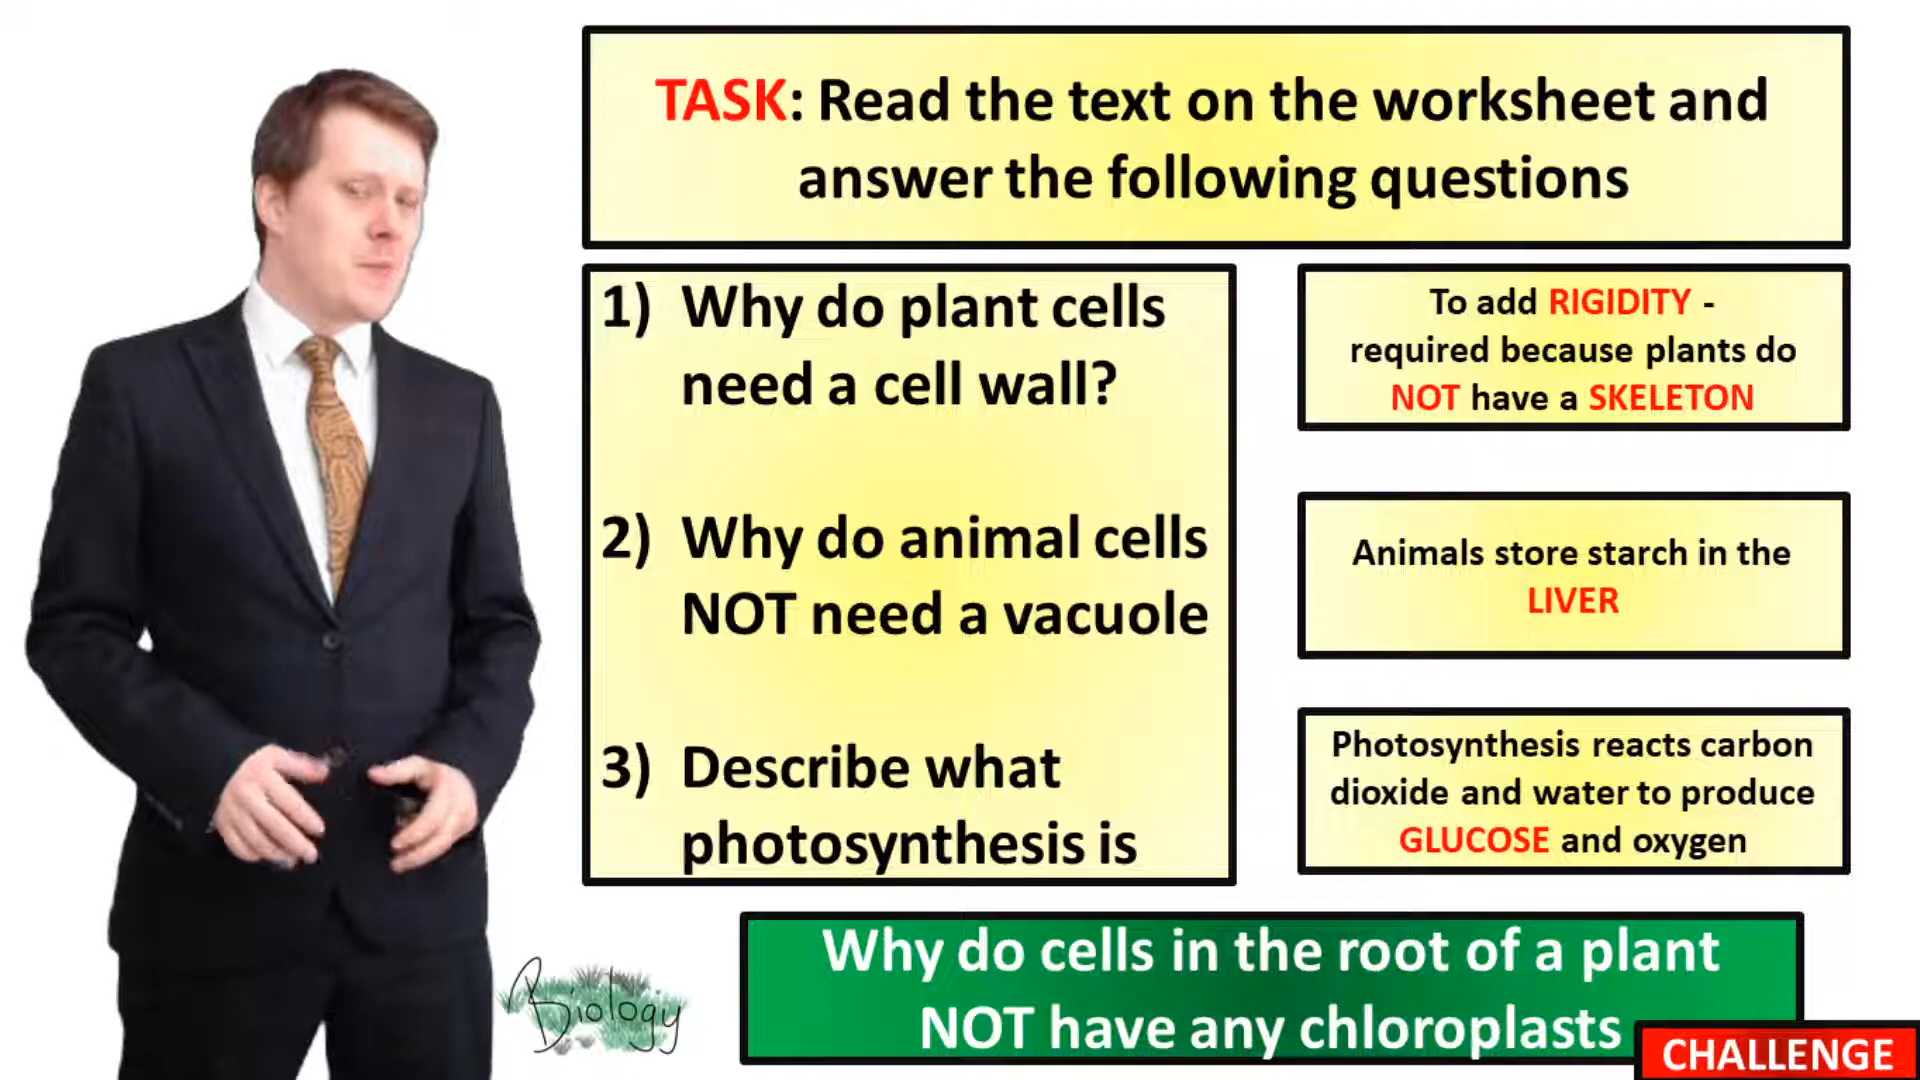 TASK: Read the text on the worksheet and
answer the following questions
1) Why do plant cells
need a cell wall?
2) Why do animal cells
NOT need a vacuole
3) Describe what
photosynthesis is
To add RIGIDITY -
required because plants do
NOT have a SKELETON
Animals store starch in the
LIVER
Photosynthesis reacts carbon
dioxide and water to produce
GLUCOSE and oxygen
Biology
Why do cells in the root of a plant
NOT have any chloroplasts
CHALLENGE